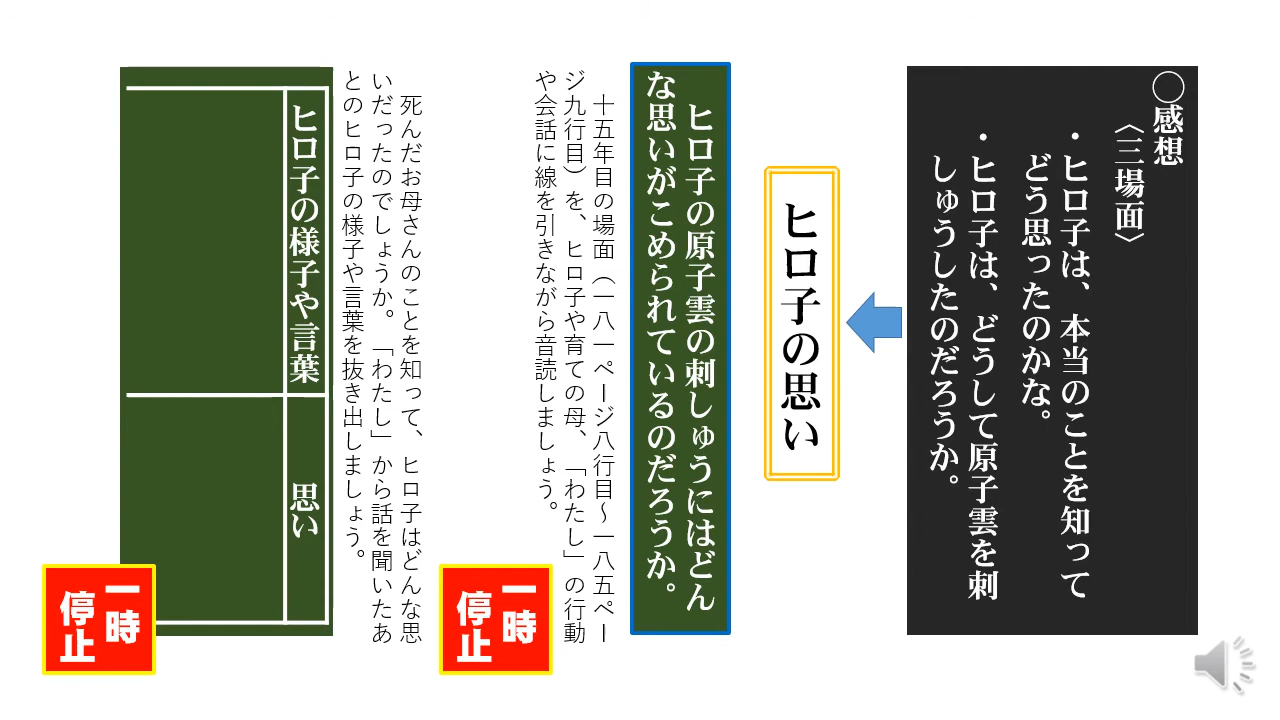 ○感想
〈三場面〉
・ヒロ子は、本当のことを知って
どう思ったのかな。
・ヒロ子は、どうして原子雲を刺
しゅうしたのだろうか。
ヒロ子の思い
ヒロ子の原子雲の刺しゅうにはどん
な思いがこめられているのだろうか。
十五年目の場面（一八一ページ八行目～一八五ペー
ジ九行目）を、ヒロ子や育ての母、「わたし」の行動
や会話に線を引きながら音読しましょう。
一時
停止
死んだお母さんのことを知って、ヒロ子はどんな思
いだったのでしょうか。「わたし」から話を聞いたあ
とのヒロ子の様子や言葉を抜き出しましょう。
ヒロ子の様子や言葉
思い
一時
停止